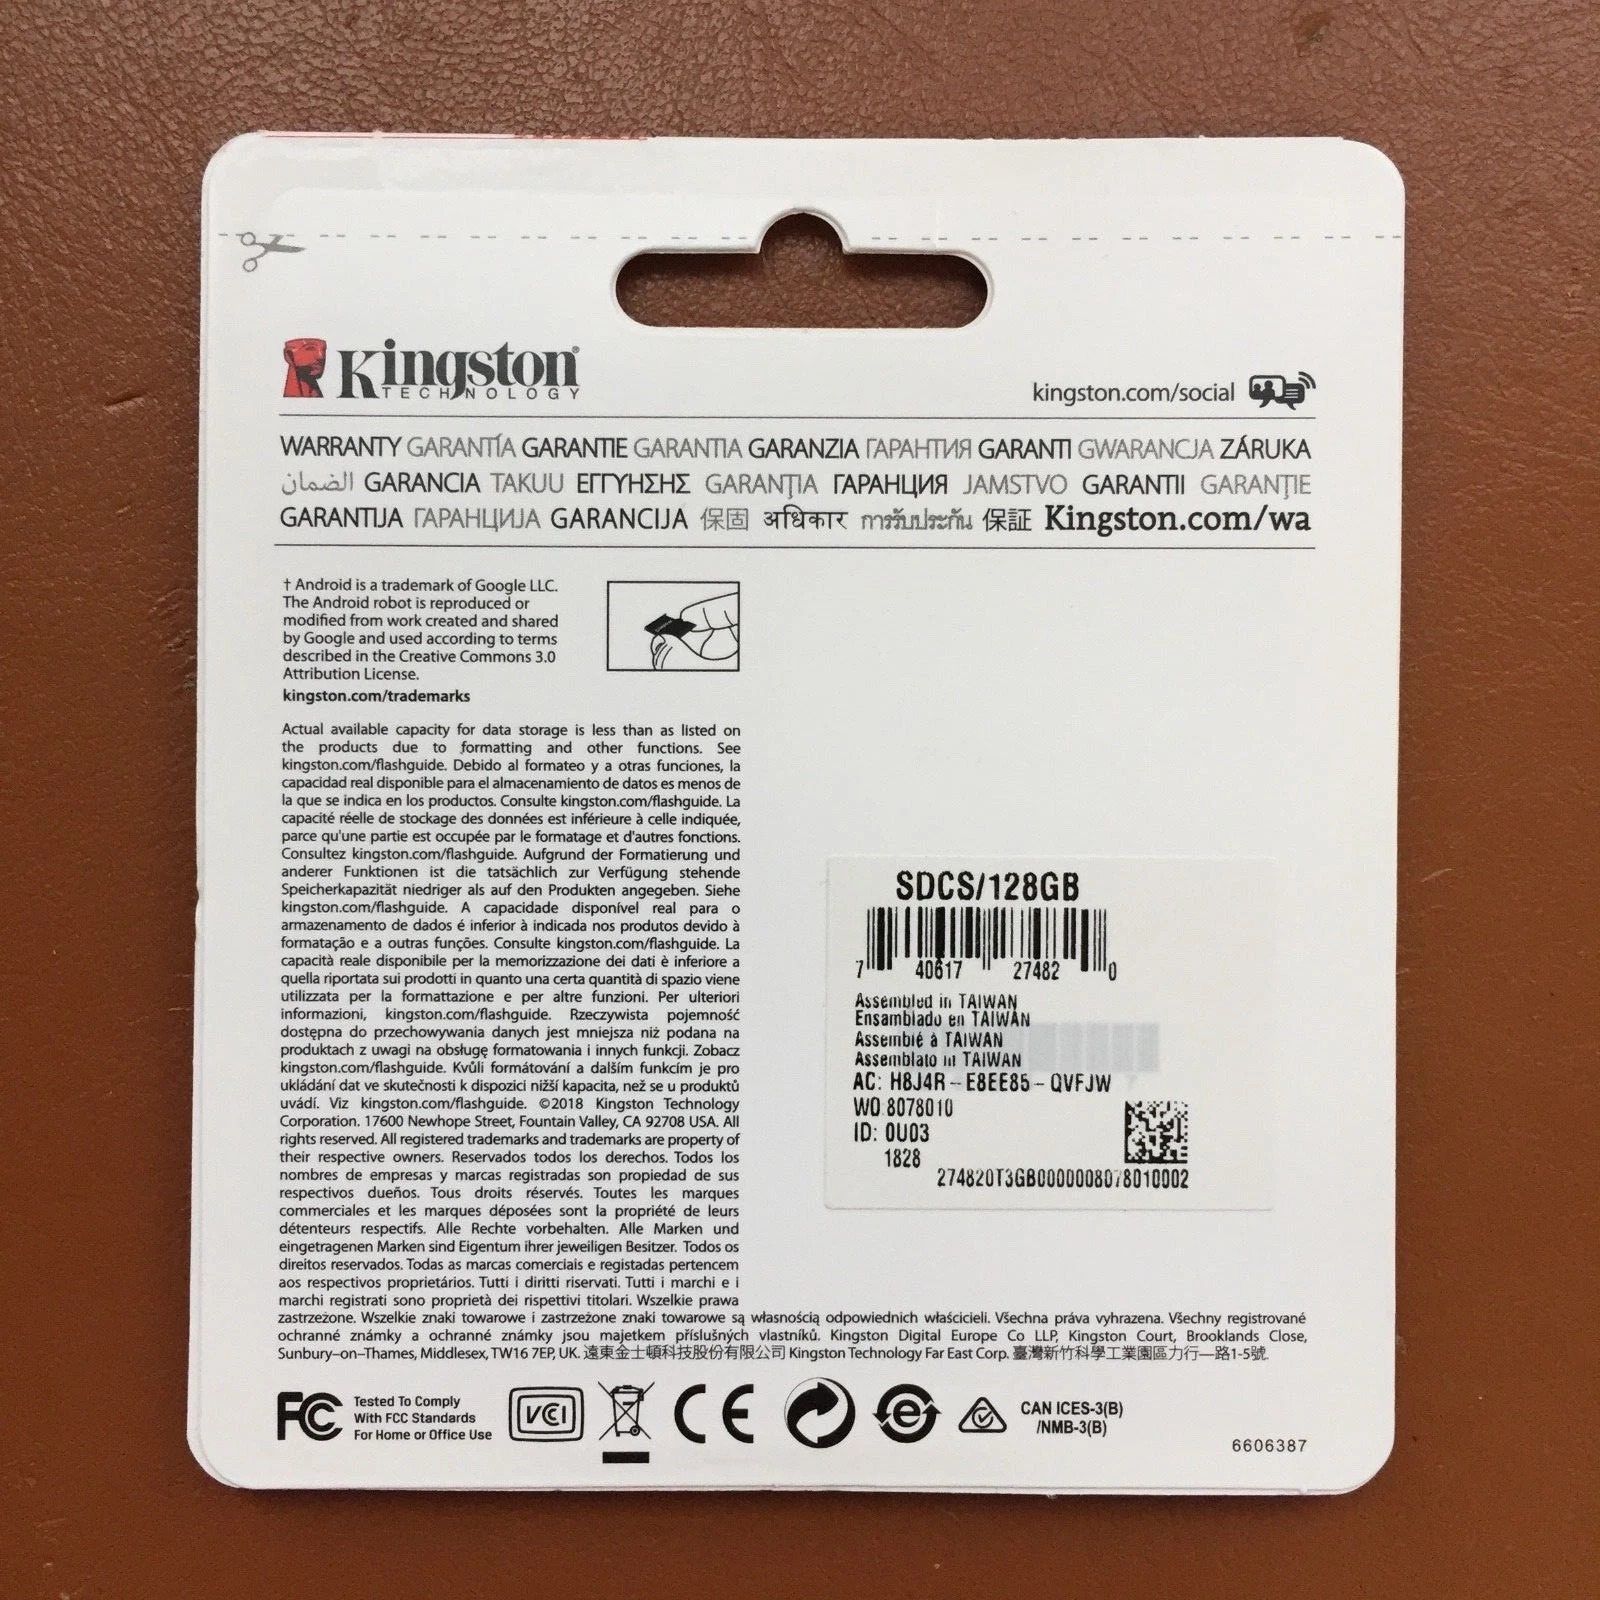 Kingston®
TECHNOLOGY
kingston.com/social
WARRANTY GARANTÍA GARANTIE GARANTIA GARANZIA ГАРАНТИЯ GARANTI GWARANCJA ZÁRUKA
الضمان GARANCIA TAKUU ΕΓΓΥΗΣΗΣ GARANȚIA ГАРАНЦИЯ JAMSTVO GARANTII GARANȚIE
GARANTIJA ГАРАНЦИЈА GARANCIJA 保固 अधिकार การรับประกัน 保証 Kingston.com/wa
† Android is a trademark of Google LLC.
The Android robot is reproduced or
modified from work created and shared
by Google and used according to terms
described in the Creative Commons 3.0
Attribution License.
kingston.com/trademarks
Actual available capacity for data storage is less than as listed on
the products due to formatting and other functions. See
kingston.com/flashguide. Debido al formateo y a otras funciones, la
capacidad real disponible para el almacenamiento de datos es menos de
la que se indica en los productos. Consulte kingston.com/flashguide. La
capacité réelle de stockage des données est inférieure à celle indiquée,
parce qu'une partie est occupée par le formatage et d'autres fonctions.
Consultez kingston.com/flashguide. Aufgrund der Formatierung und
anderer Funktionen ist die tatsächlich zur Verfügung stehende
Speicherkapazität niedriger als auf den Produkten angegeben. Siehe
kingston.com/flashguide. A capacidade disponível real para o
armazenamento de dados é inferior à indicada nos produtos devido à
formatação e a outras funções. Consulte kingston.com/flashguide. La
capacità reale disponibile per la memorizzazione dei dati è inferiore a
quella riportata sui prodotti in quanto una certa quantità di spazio viene
utilizzata per la formattazione e per altre funzioni. Per ulteriori
informazioni, kingston.com/flashguide. Rzeczywista pojemność
dostępna do przechowywania danych jest mniejsza niż podana na
produktach z uwagi na obsługę formatowania i innych funkcji. Zobacz
kingston.com/flashguide. Kvůli formátování a dalším funkcím je pro
ukládání dat ve skutečnosti k dispozici nižší kapacita, než se u produktů
uvádí. Viz kingston.com/flashguide. ©2018 Kingston Technology
Corporation. 17600 Newhope Street, Fountain Valley, CA 92708 USA. All
rights reserved. All registered trademarks and trademarks are property of
their respective owners. Reservados todos los derechos. Todos los
nombres de empresas y marcas registradas son propiedad de sus
respectivos dueños. Tous droits réservés. Toutes les marques
commerciales et les marques déposées sont la propriété de leurs
détenteurs respectifs. Alle Rechte vorbehalten. Alle Marken und
eingetragenen Marken sind Eigentum ihrer jeweiligen Besitzer. Todos os
direitos reservados. Todas as marcas comerciais e registadas pertencem
aos respectivos proprietários. Tutti i diritti riservati. Tutti i marchi e i
marchi registrati sono proprietà dei rispettivi titolari. Wszelkie prawa
zastrzeżone. Wszelkie znaki towarowe i zastrzeżone znaki towarowe są własnością odpowiednich właścicieli. Všechna práva vyhrazena. Všechny registrované
ochranné známky a ochranné známky jsou majetkem příslušných vlastníků. Kingston Digital Europe Co LLP, Kingston Court, Brooklands Close,
Sunbury–on–Thames, Middlesex, TW16 7EP, UK. 遠東金士頓科技股份有限公司 Kingston Technology Far East Corp. 臺灣新竹科學工業園區力行一路1-5號.
SDCS/128GB
7 40617 27482 0
Assembled in TAIWAN
Ensamblado en TAIWAN
Assemblé à TAIWAN
Assemblato in TAIWAN
AC: H8J4R-E8EE85-QVFJW
WO 8078010
ID: 0U03
1828
274820T3GB0000008078010002
FC Tested To Comply
With FCC Standards
For Home or Office Use
VCI
CE
e
CAN ICES-3(B)
/NMB-3(B)
6606387